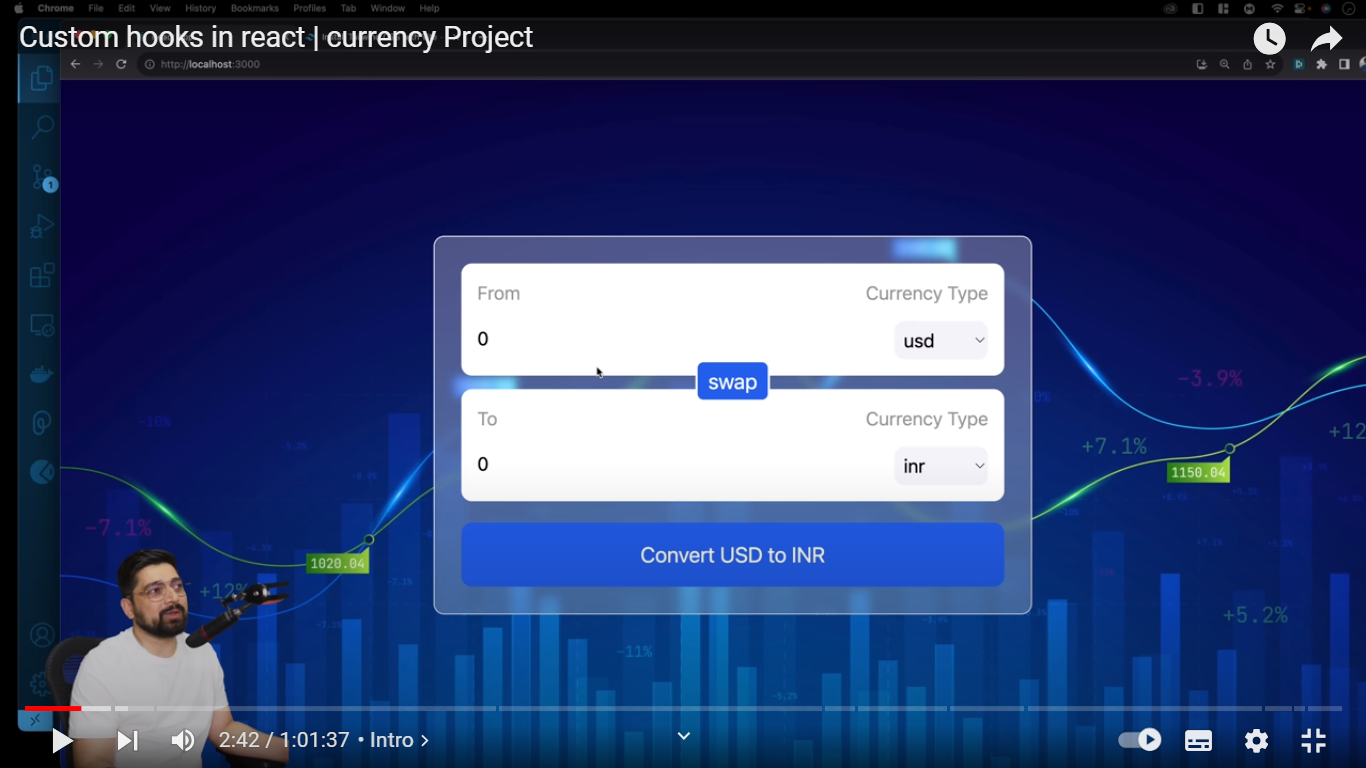 Chrome File Edit View History Bookmarks Profiles Tab Window Help
Custom hooks in react | currency Project
http://localhost:3000
1
From
Currency Type
0
usd
swap
To
Currency Type
0
inr
Convert USD to INR
-3.9%
+12
+7.1%
1150.04
-10%
-7.1%
1020.04
+12%
+5.2%
-11%
2:42 / 1:01:37 • Intro